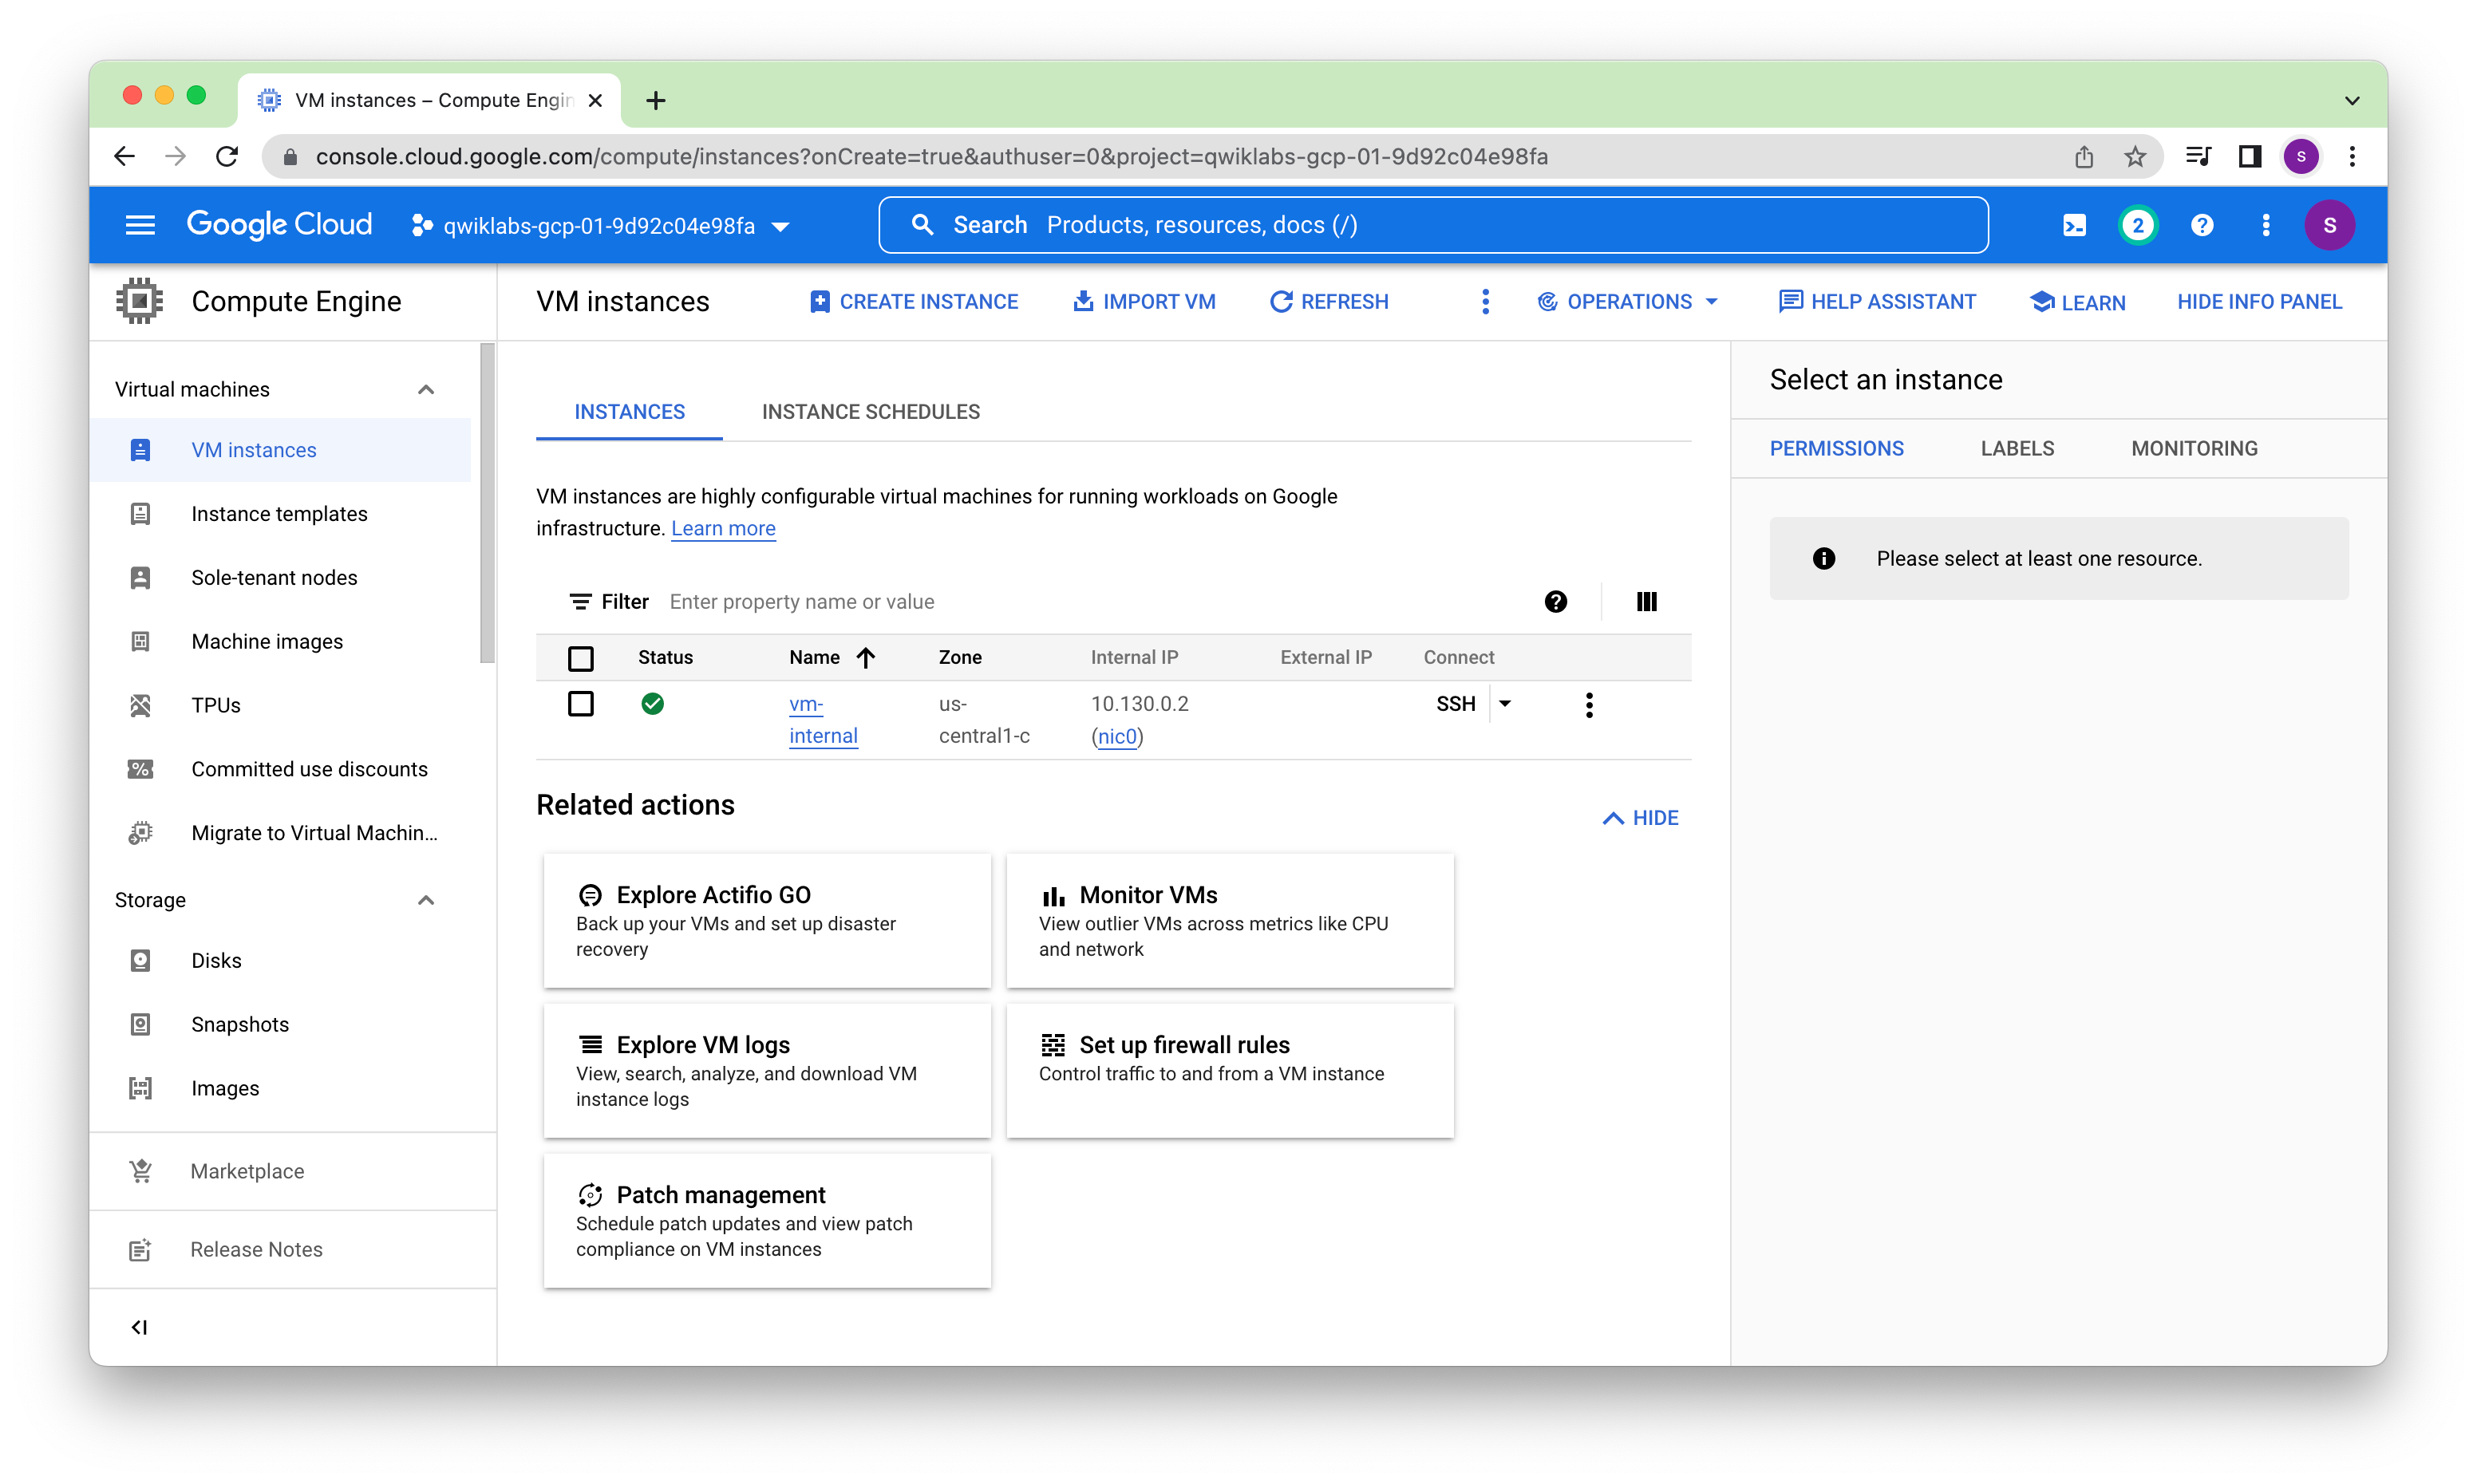 VM instances – Compute Engin
console.cloud.google.com/compute/instances?onCreate=true&authuser=0&project=qwiklabs-gcp-01-9d92c04e98fa
S
Google Cloud
qwiklabs-gcp-01-9d92c04e98fa
Search Products, resources, docs (/)
2
S
Compute Engine
VM instances
CREATE INSTANCE
IMPORT VM
REFRESH
OPERATIONS
HELP ASSISTANT
LEARN
HIDE INFO PANEL
Virtual machines
VM instances
Instance templates
Sole-tenant nodes
Machine images
TPUs
Committed use discounts
Migrate to Virtual Machin...
Storage
Disks
Snapshots
Images
Marketplace
Release Notes
INSTANCES
INSTANCE SCHEDULES
VM instances are highly configurable virtual machines for running workloads on Google
infrastructure. Learn more
Filter Enter property name or value
Status Name Zone Internal IP External IP Connect
vm- us- 10.130.0.2 SSH
internal central1-c (nic0)
Related actions
HIDE
Explore Actifio GO
Back up your VMs and set up disaster
recovery
Monitor VMs
View outlier VMs across metrics like CPU
and network
Explore VM logs
View, search, analyze, and download VM
instance logs
Set up firewall rules
Control traffic to and from a VM instance
Patch management
Schedule patch updates and view patch
compliance on VM instances
Select an instance
PERMISSIONS
LABELS
MONITORING
Please select at least one resource.